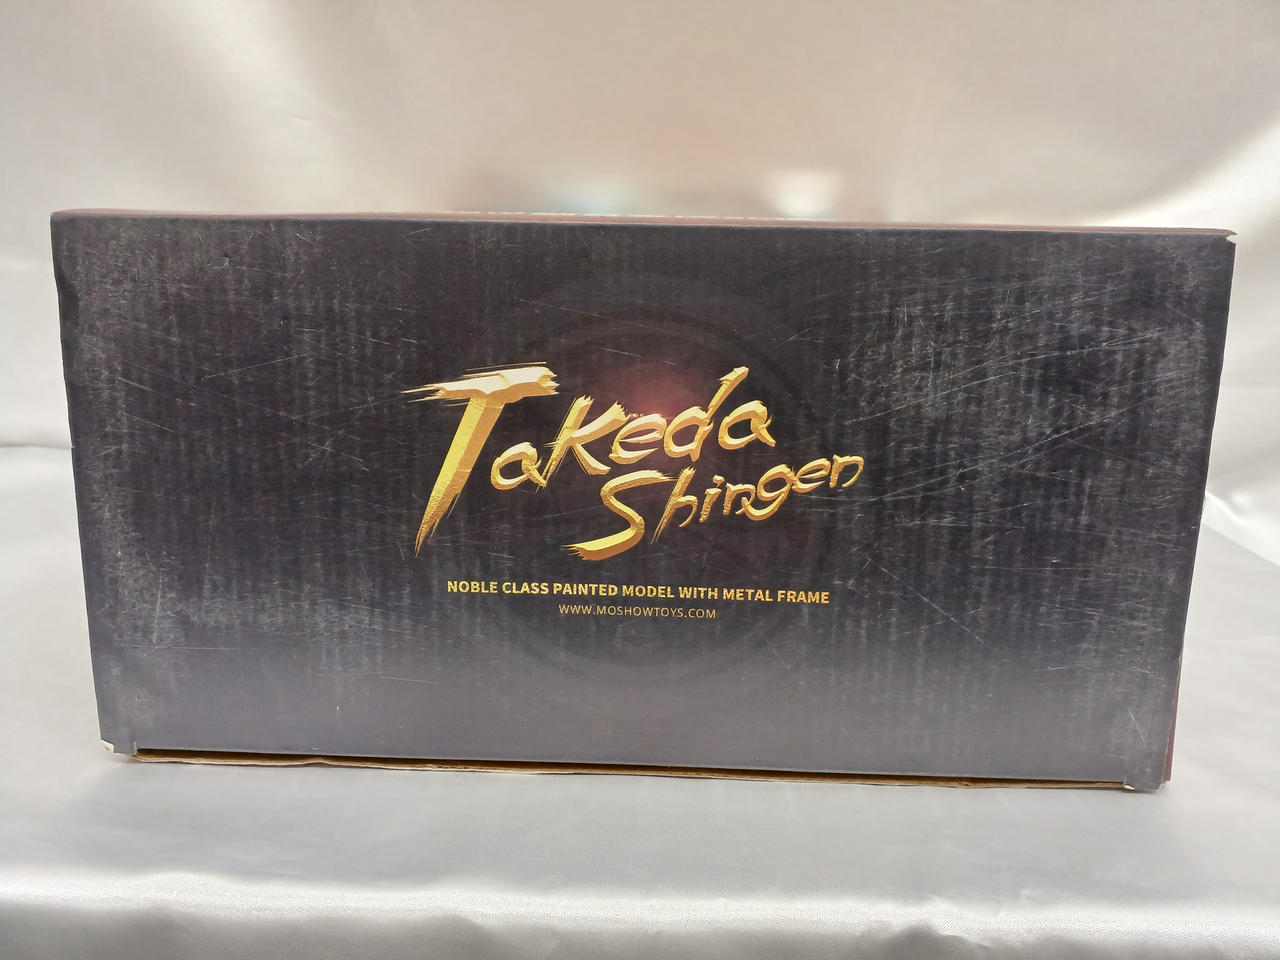 Takeda
Shingen
NOBLE CLASS PAINTED MODEL WITH METAL FRAME
WWW.MOSHOWTOYS.COM